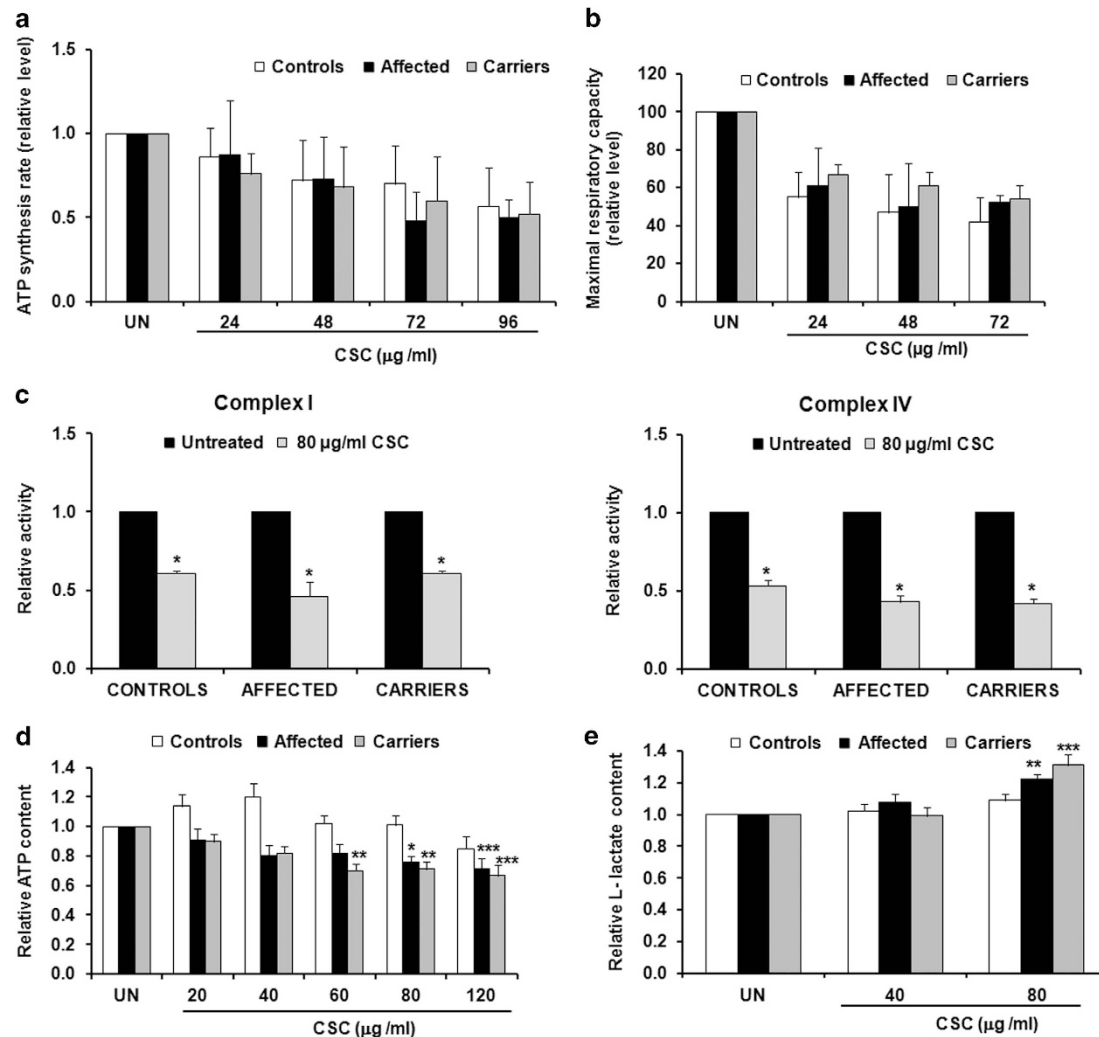 a
ATP synthesis rate (relative level)
Controls Affected Carriers
1.5
1.0
0.5
0.0
UN 24 48 72 96
CSC (µg /ml)
b
Maximal respiratory capacity
(relative level)
Controls Affected Carriers
120
100
80
60
40
20
0
UN 24 48 72
CSC (µg /ml)
c
Complex I
Relative activity
Untreated 80 µg/ml CSC
1.5
1.0
0.5
0.0
* * *
CONTROLS AFFECTED CARRIERS
Complex IV
Relative activity
Untreated 80 µg/ml CSC
1.5
1.0
0.5
0.0
* * *
CONTROLS AFFECTED CARRIERS
d
Relative ATP content
Controls Affected Carriers
1.4
1.2
1.0
0.8
0.6
0.4
0.2
0.0
** * ** *** ***
UN 20 40 60 80 120
CSC (µg /ml)
e
Relative L- lactate content
Controls Affected Carriers
1.4
1.2
1.0
0.8
0.6
0.4
0.2
0.0
** ***
UN 40 80
CSC (µg /ml)